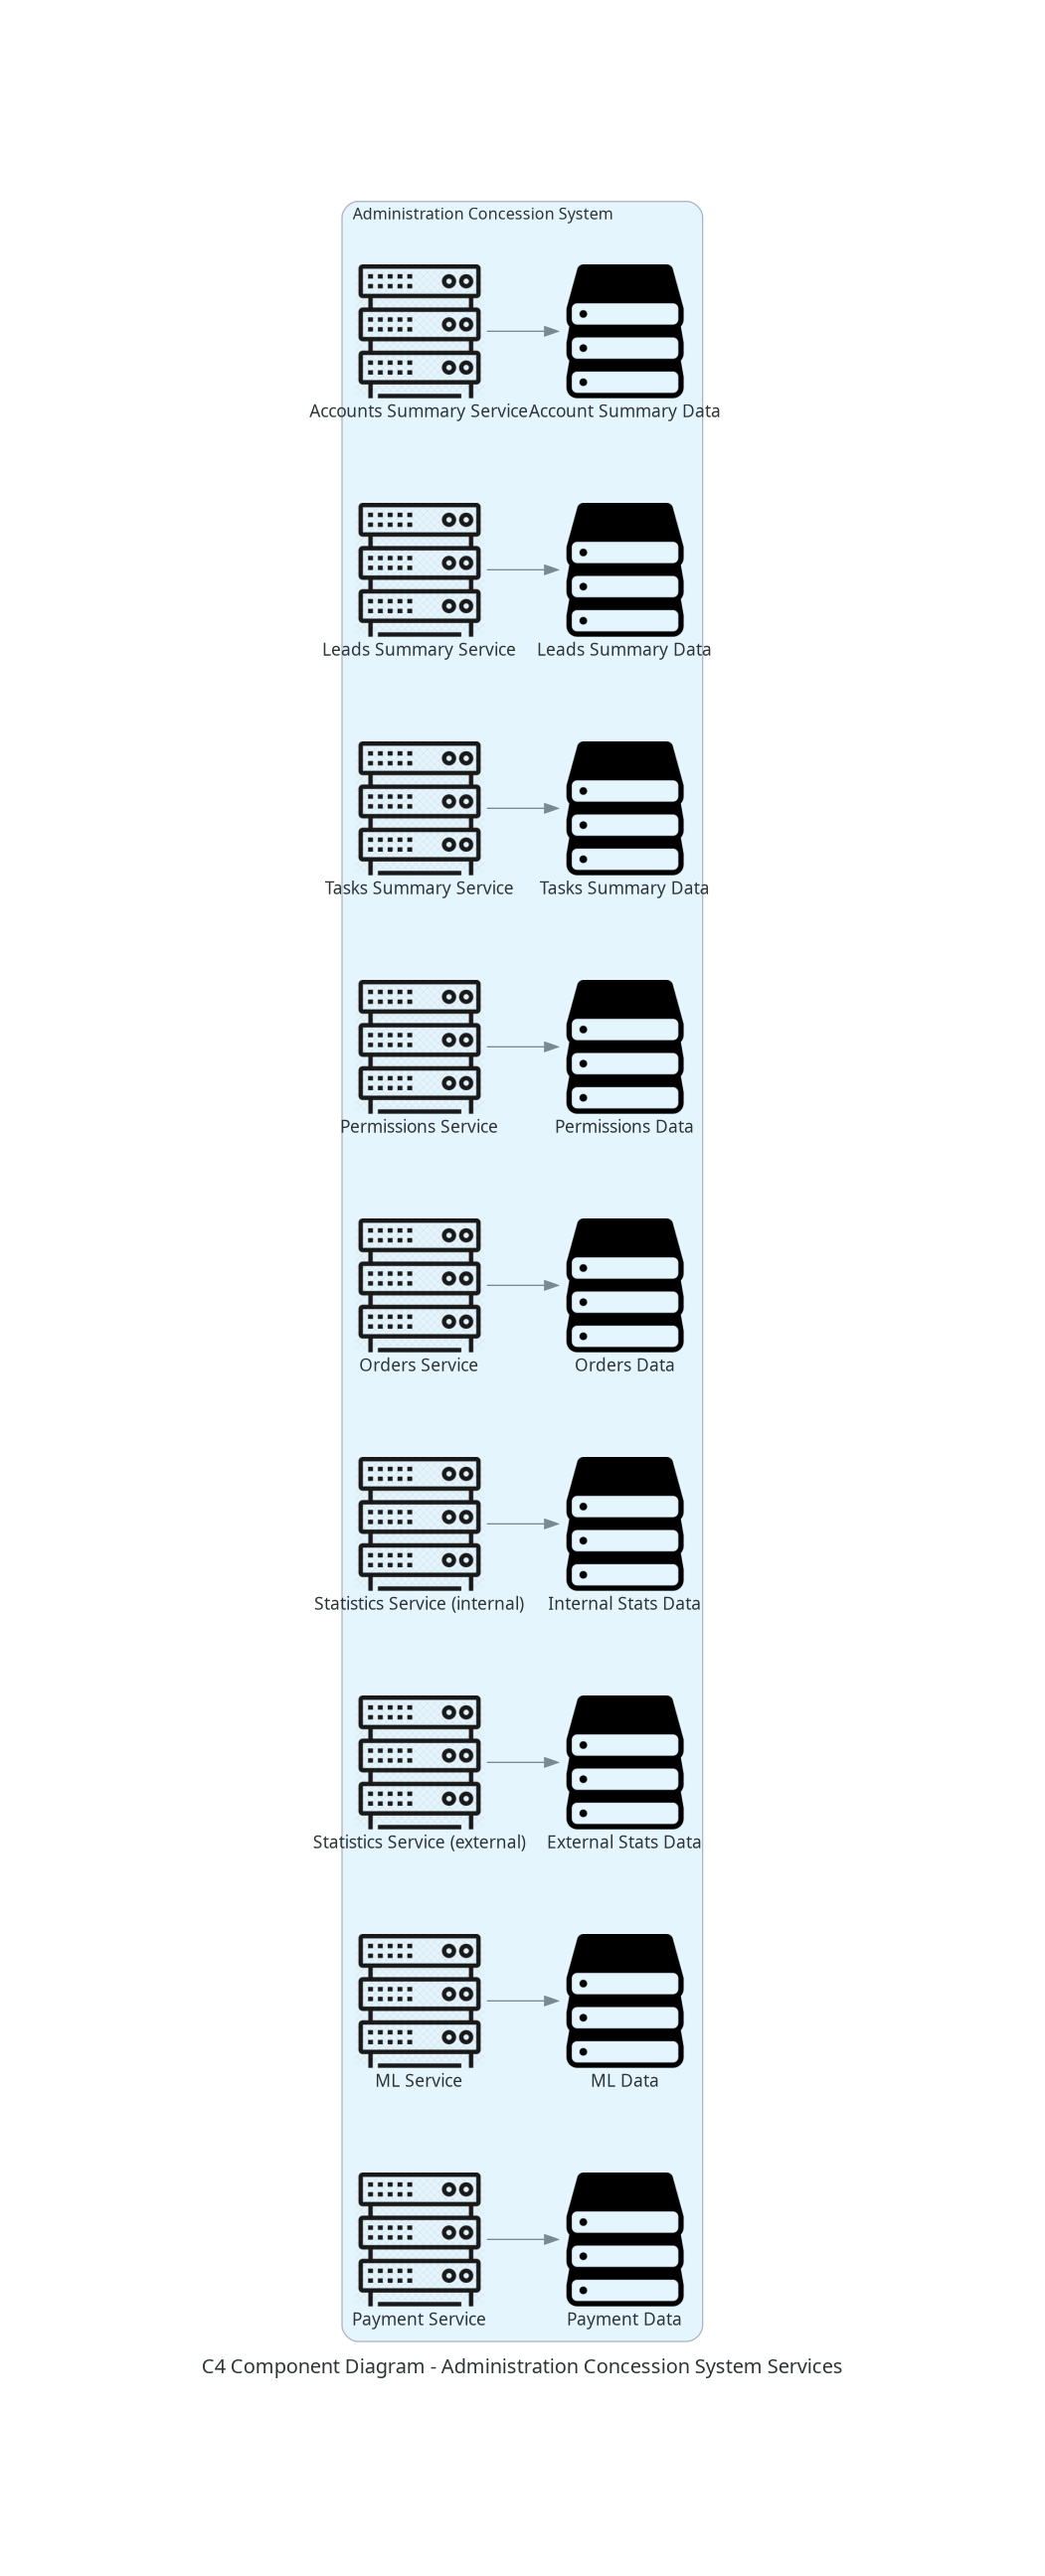 Administration Concession System
Accounts Summary Service
Account Summary Data
Leads Summary Service
Leads Summary Data
Tasks Summary Service
Tasks Summary Data
Permissions Service
Permissions Data
Orders Service
Orders Data
Statistics Service (internal)
Internal Stats Data
Statistics Service (external)
External Stats Data
ML Service
ML Data
Payment Service
Payment Data
C4 Component Diagram - Administration Concession System Services